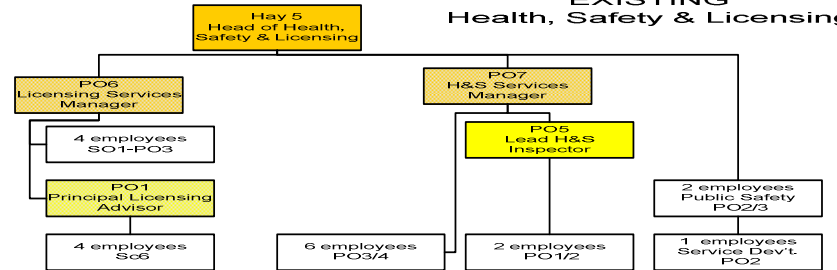 EXISTING
Health, Safety & Licensing
Hay 5
Head of Health,
Safety & Licensing
PO6
Licensing Services
Manager
PO7
H&S Services
Manager
4 employees
SO1-PO3
PO5
Lead H&S
Inspector
PO1
Principal Licensing
Advisor
2 employees
Public Safety
PO2/3
4 employees
Sc6
6 employees
PO3/4
2 employees
PO1/2
1 employees
Service Dev't.
PO2